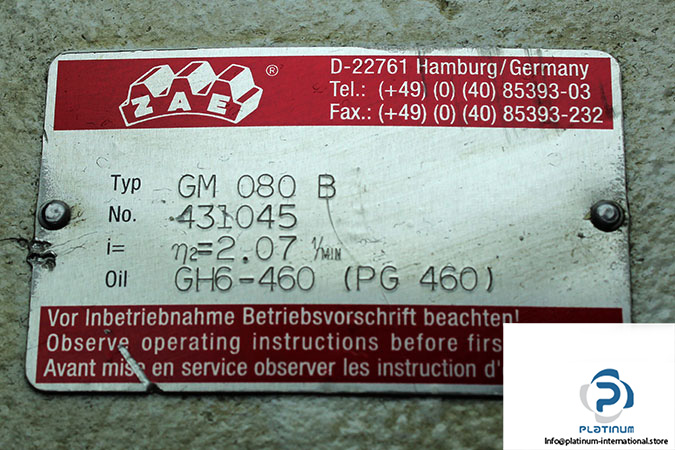 ZAE ®
D-22761 Hamburg/Germany
Tel.: (+49) (0) (40) 85393-03
Fax.: (+49) (0) (40) 85393-232
Typ GM 080 B
No. 431045
i= η2=2.07 1/MIN
Oil GH6-460 (PG 460)
Vor Inbetriebnahme Betriebsvorschrift beachten!
Observe operating instructions before firs
Avant mise en service observer les instruction d'
PLATINUM
Info@platinum-international.store